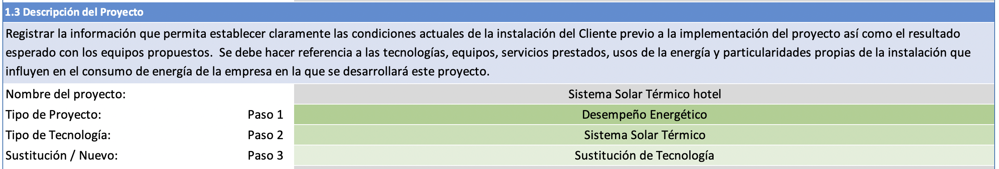 1.3 Descripción del Proyecto
Registrar la información que permita establecer claramente las condiciones actuales de la instalación del Cliente previo a la implementación del proyecto así como el resultado
esperado con los equipos propuestos.  Se debe hacer referencia a las tecnologías, equipos, servicios prestados, usos de la energía y particularidades propias de la instalación que
influyen en el consumo de energía de la empresa en la que se desarrollará este proyecto.
Nombre del proyecto: Sistema Solar Térmico hotel
Tipo de Proyecto: Paso 1 Desempeño Energético
Tipo de Tecnología: Paso 2 Sistema Solar Térmico
Sustitución / Nuevo: Paso 3 Sustitución de Tecnología